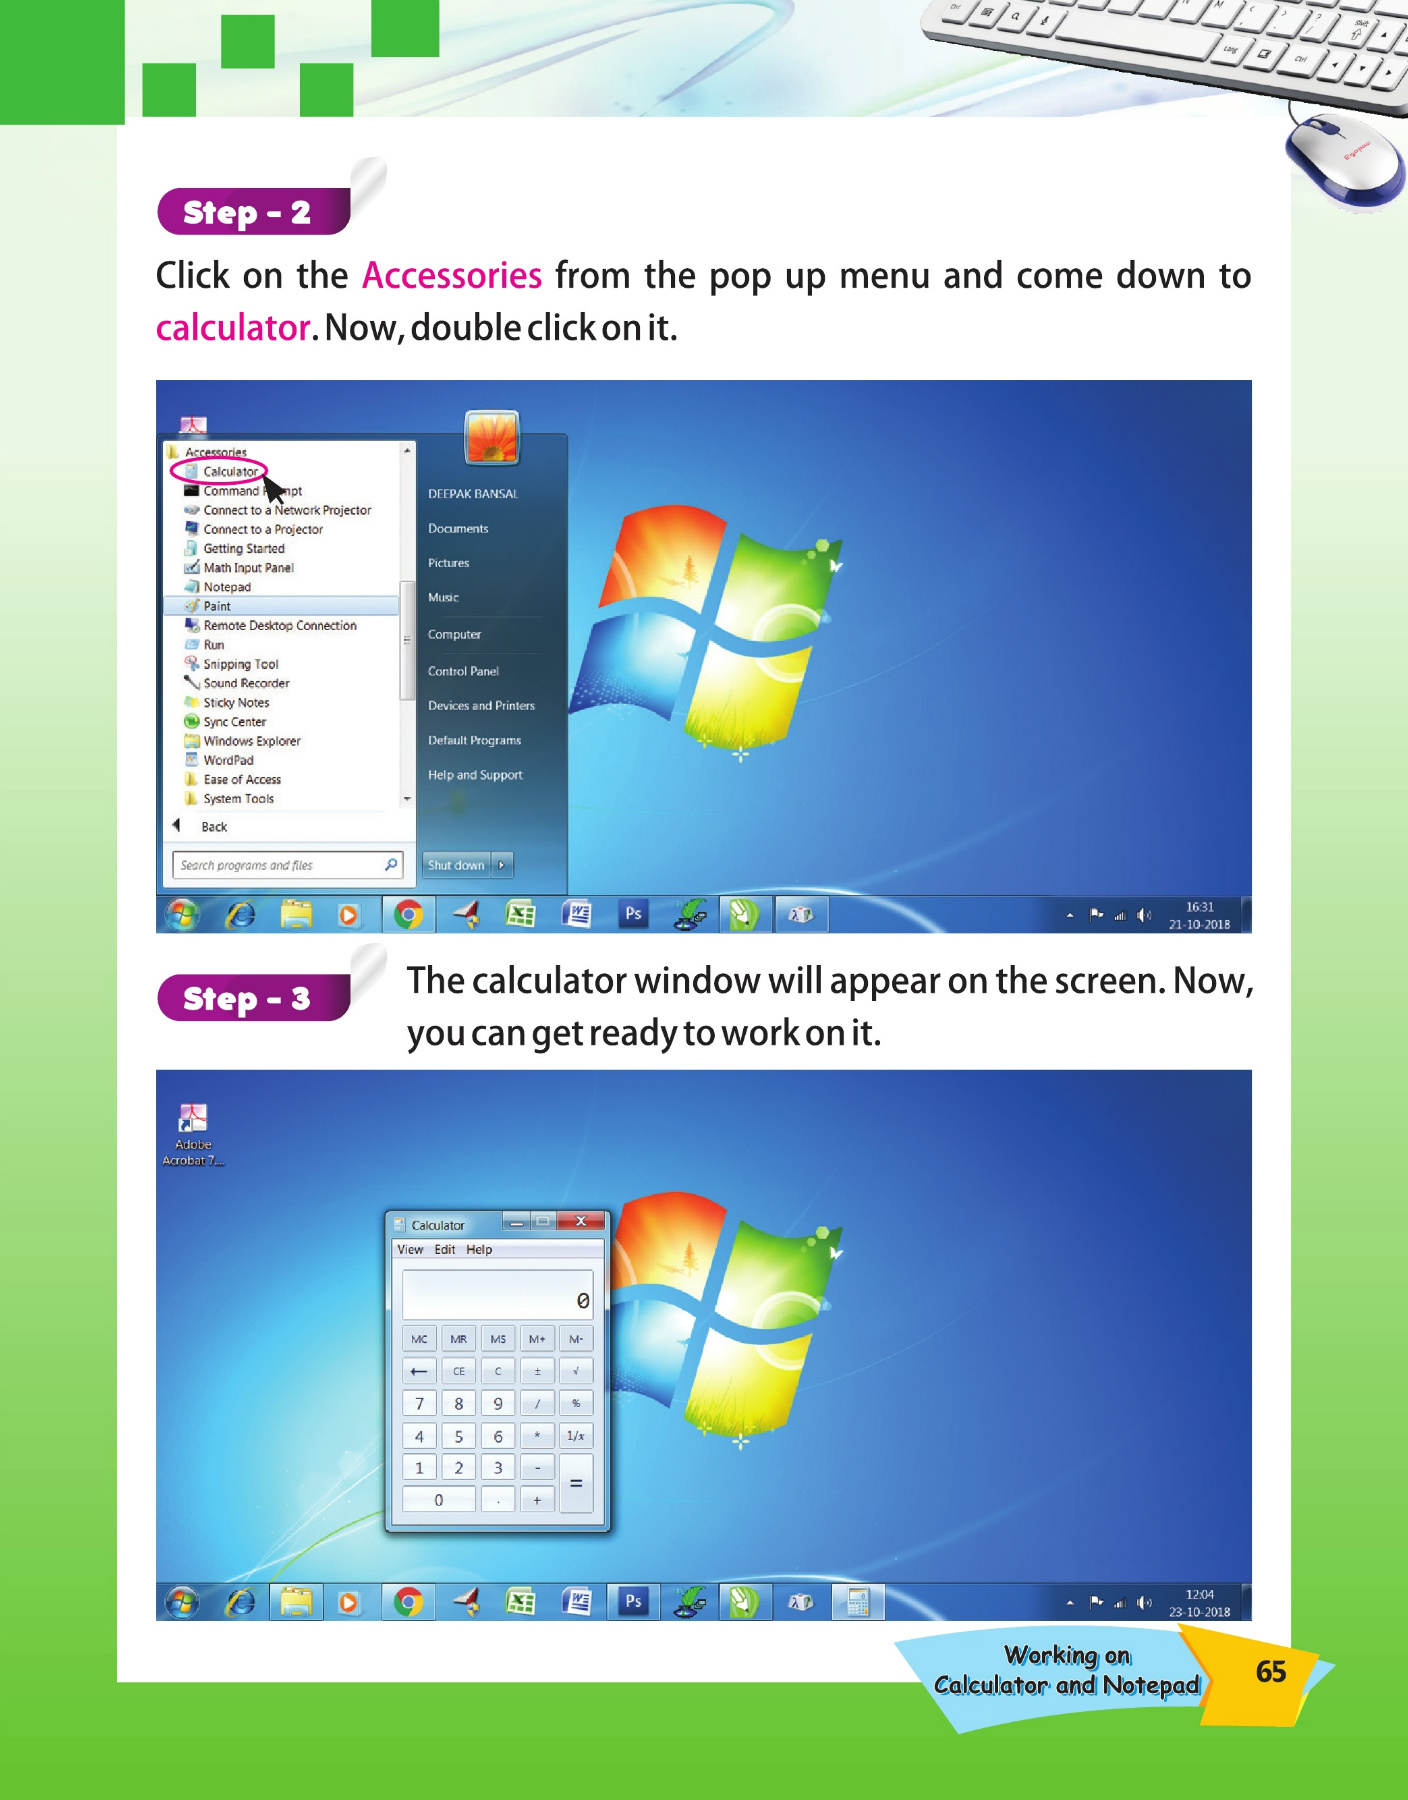 Step - 2
Click on the Accessories from the pop up menu and come down to
calculator. Now, double click on it.
Accessories
Calculator
Command
mpt
Connect to a Network Projector
Connect to a Projector
Getting Started
Math Input Panel
Notepad
Paint
Remote Desktop Connection
Run
Snipping Tool
Sound Recorder
Sticky Notes
Sync Center
Windows Explorer
WordPad
Ease of Access
System Tools
Back
Search programs and files
DEEPAK BANSAL
Documents
Pictures
Music
Computer
Control Panel
Devices and Printers
Default Programs
Help and Support
Shut down
Ps
16:31
21-10-2018
Step - 3
The calculator window will appear on the screen. Now,
you can get ready to work on it.
Adobe
Acrobat 7...
Calculator
View Edit Help
0
MC MR MS M+ M-
← CE C ± √
7 8 9 / %
4 5 6 * 1/x
1 2 3 - =
0 . +
Ps
12:04
23-10-2018
Working on
Calculator and Notepad
65